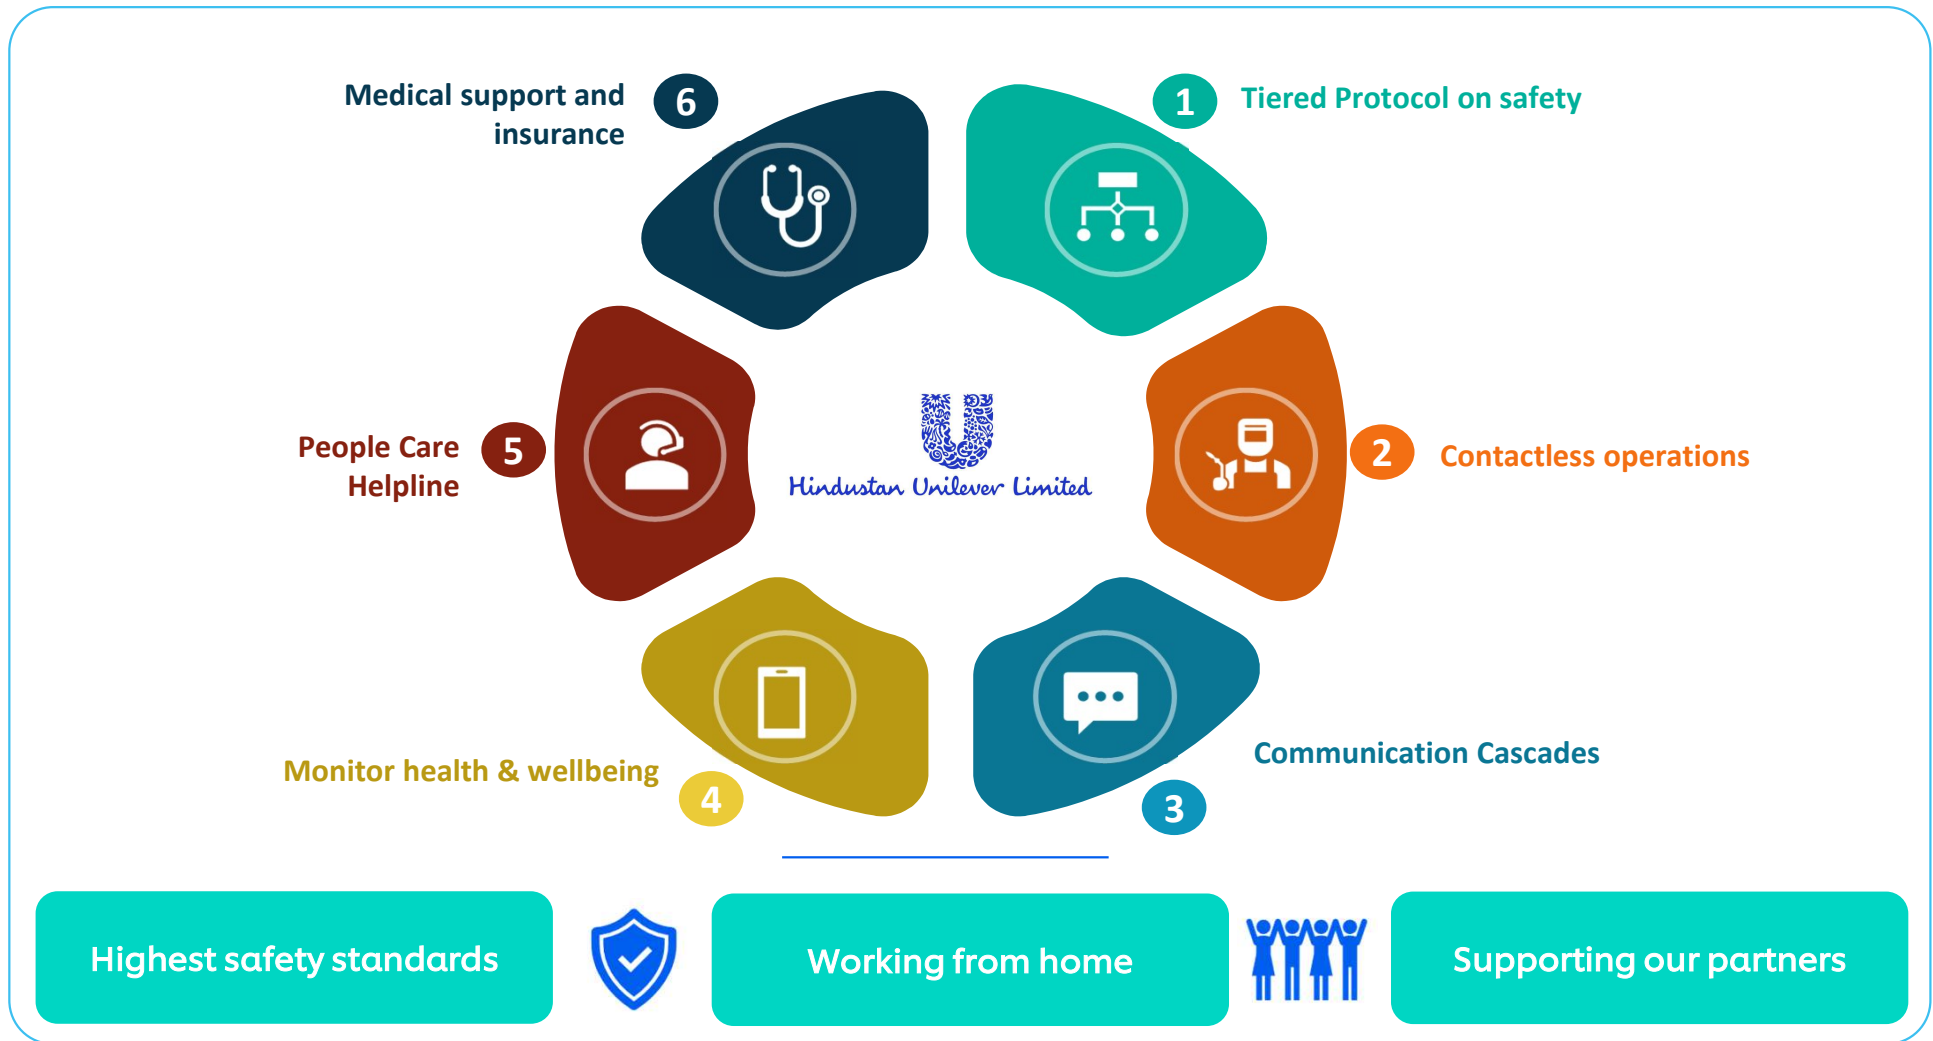 1
Tiered Protocol on safety
2
Contactless operations
3
Communication Cascades
4
Monitor health & wellbeing
5
People Care
Helpline
6
Medical support and
insurance
Hindustan Unilever Limited
Highest safety standards
Working from home
Supporting our partners